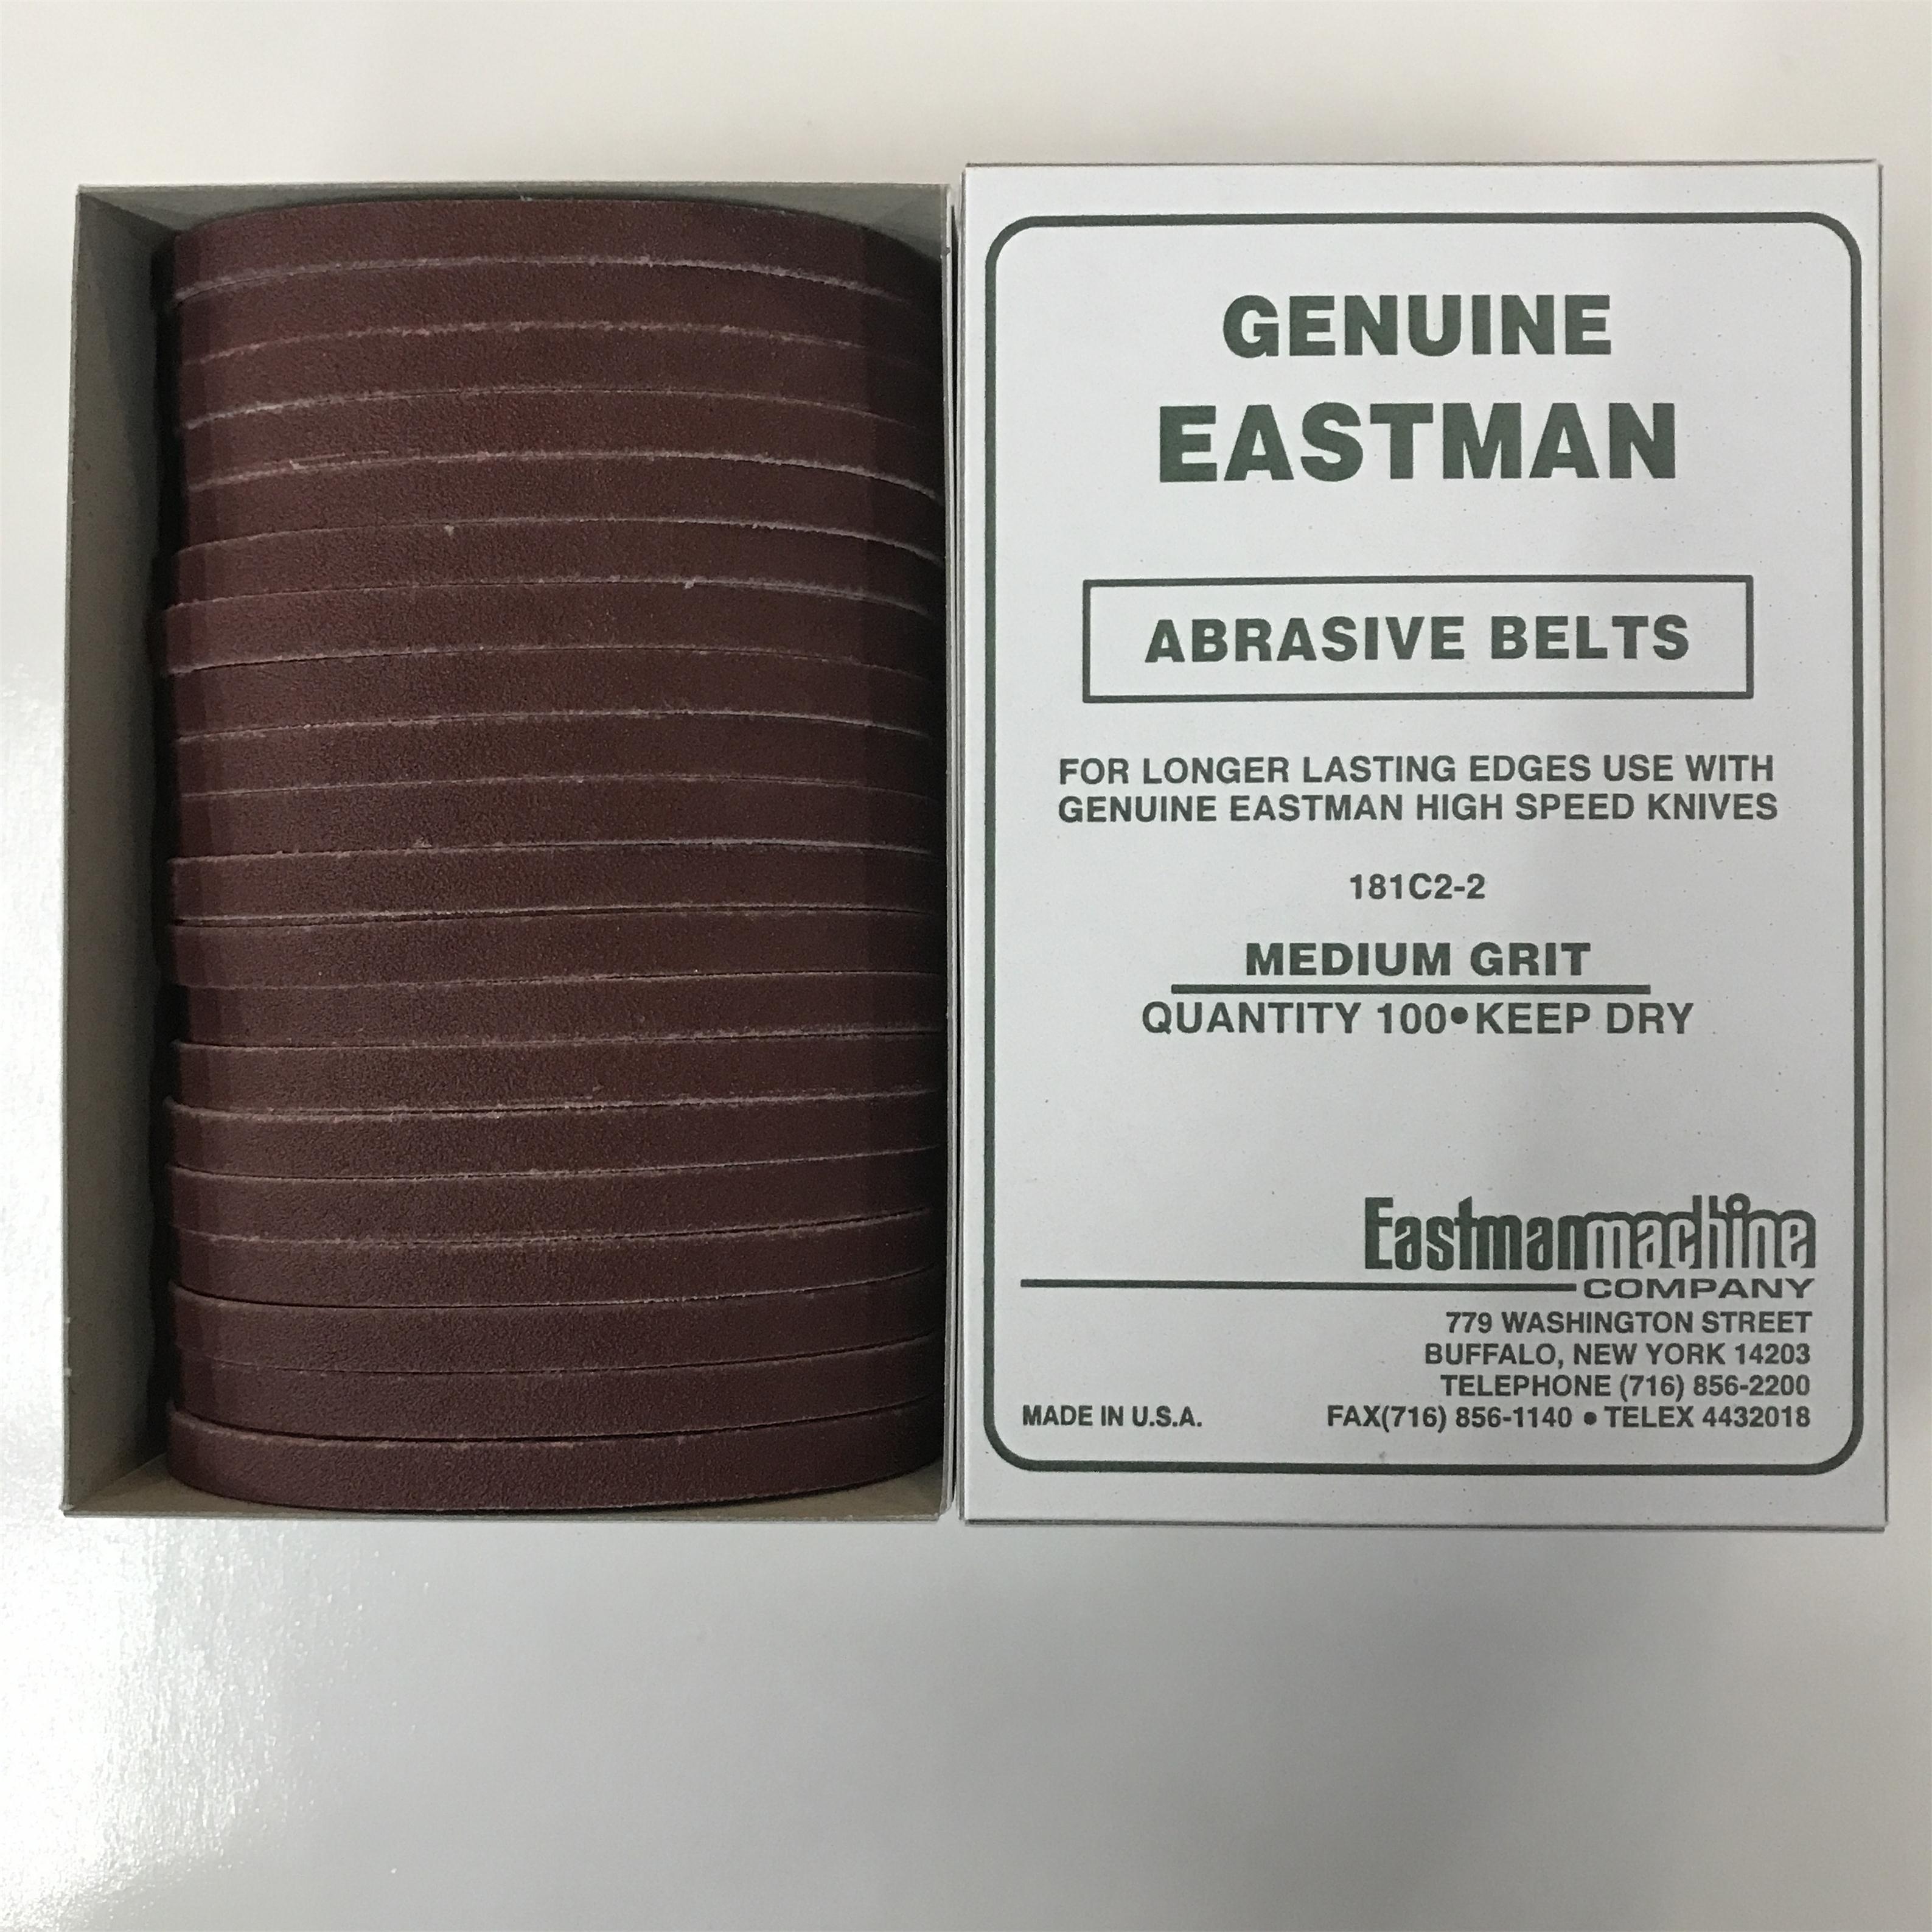 GENUINE
EASTMAN
ABRASIVE BELTS
FOR LONGER LASTING EDGES USE WITH
GENUINE EASTMAN HIGH SPEED KNIVES
181C2-2
MEDIUM GRIT
QUANTITY 100•KEEP DRY
Eastmanmachine
COMPANY
779 WASHINGTON STREET
BUFFALO, NEW YORK 14203
TELEPHONE (716) 856-2200
MADE IN U.S.A. FAX(716) 856-1140 • TELEX 4432018